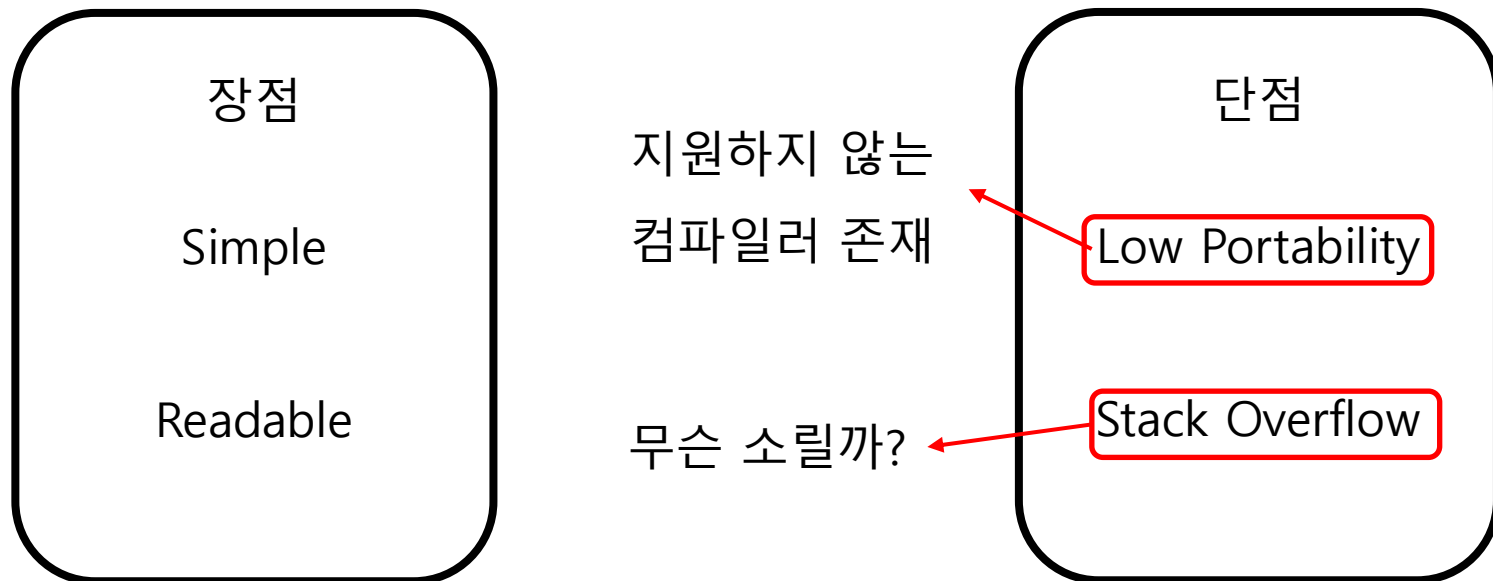 장점
Simple
Readable
지원하지 않는
컴파일러 존재
무슨 소릴까?
단점
Low Portability
Stack Overflow